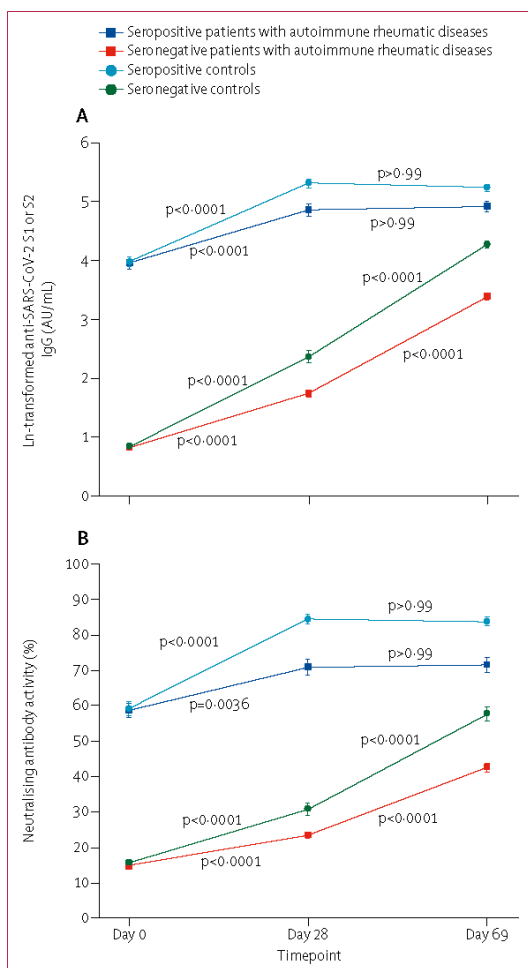 Seropositive patients with autoimmune rheumatic diseases
Seronegative patients with autoimmune rheumatic diseases
Seropositive controls
Seronegative controls
A
Ln-transformed anti-SARS-CoV-2 S1 or S2
IgG (AU/mL)
6
5
4
3
2
1
0
p<0·0001
p>0·99
p<0·0001
p>0·99
p<0·0001
p<0·0001
p<0·0001
p<0·0001
B
Neutralising antibody activity (%)
100
90
80
70
60
50
40
30
20
10
0
p<0·0001
p>0·99
p=0·0036
p>0·99
p<0·0001
p<0·0001
p<0·0001
p<0·0001
Day 0
Day 28
Day 69
Timepoint